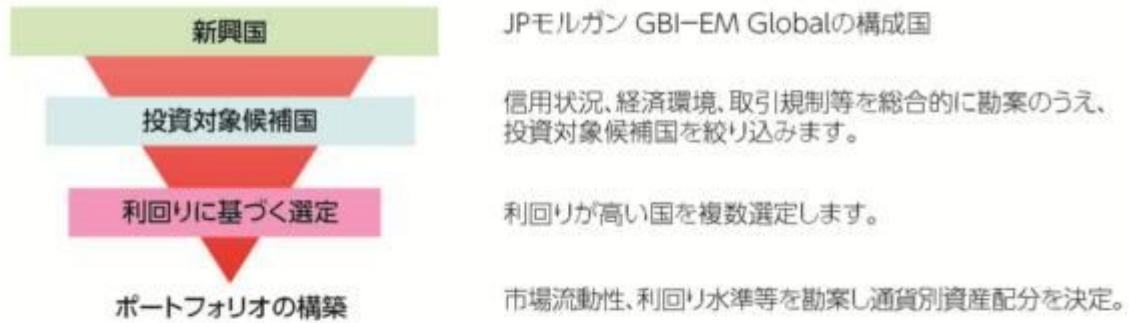 新興国
JPモルガン GBI-EM Globalの構成国
投資対象候補国
信用状況、経済環境、取引規制等を総合的に勘案のうえ、
投資対象候補国を絞り込みます。
利回りに基づく選定
利回りが高い国を複数選定します。
ポートフォリオの構築
市場流動性、利回り水準等を勘案し通貨別資産配分を決定。